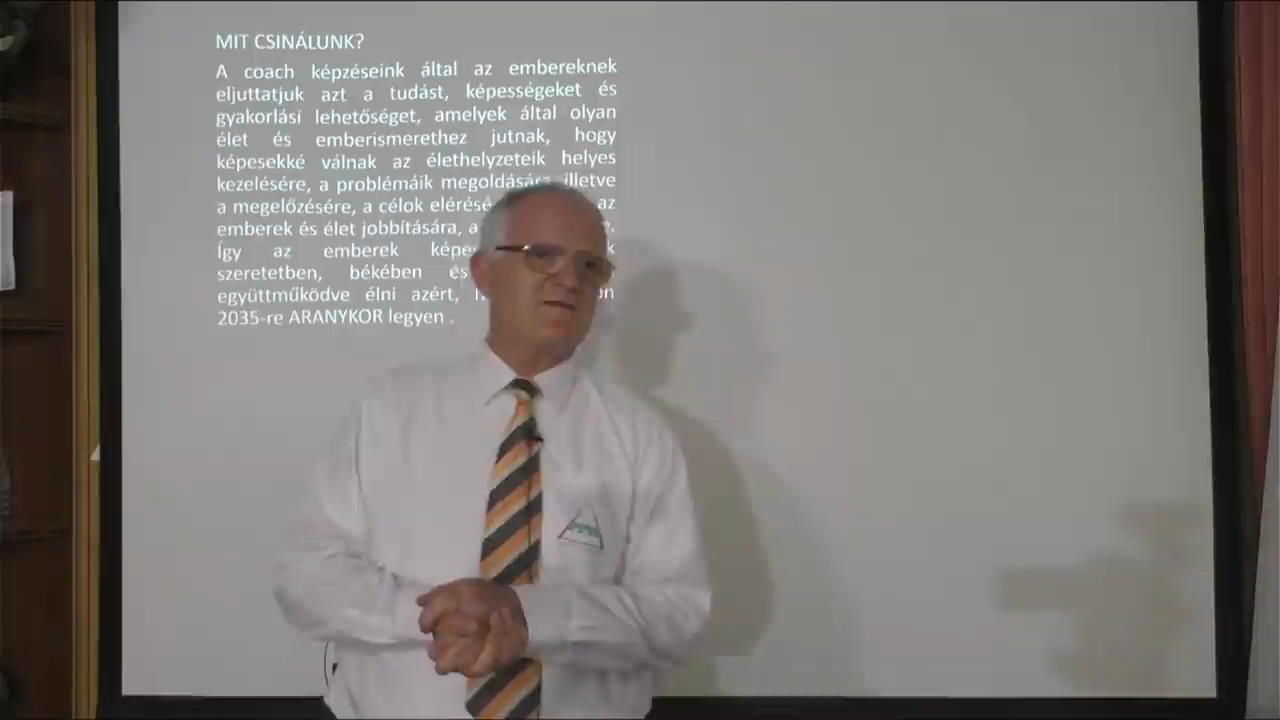 MIT CSINÁLUNK?
A coach képzéseink által az embereknek
eljuttatjuk azt a tudást, képességeket és
gyakorlási lehetőséget, amelyek által olyan
élet és emberismerethez jutnak, hogy
képesekké válnak az élethelyzeteik helyes
kezelésére, a problémáik megoldására, illetve
a megelőzésére, a célok elérésé az
emberek és élet jobbítására, a
Így az emberek képes
szeretetben, békében és
együttműködve élni azért,
2035-re ARANYKOR legyen .